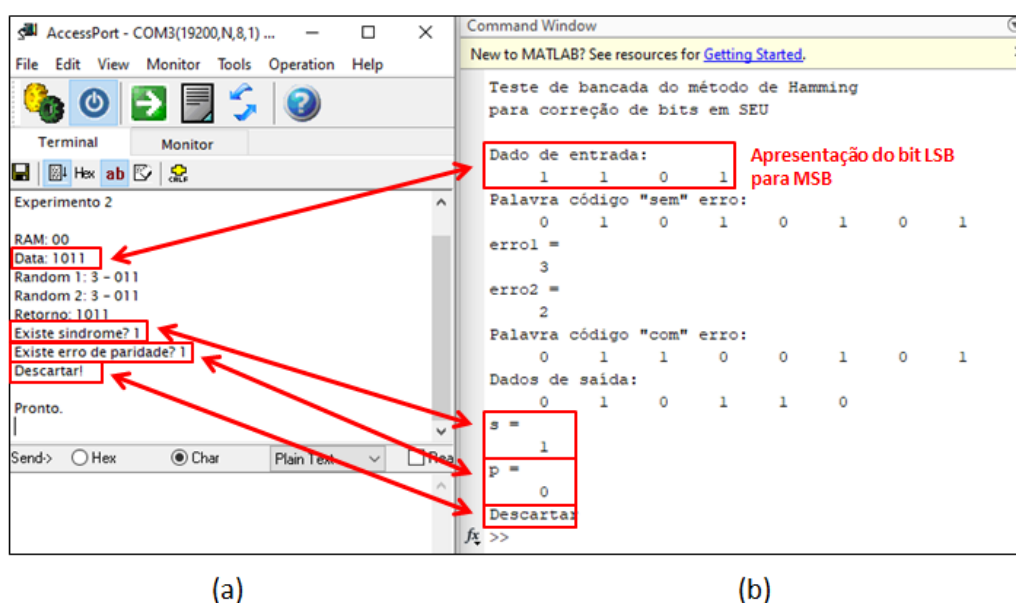 AccessPort - COM3(19200,N,8,1) ...
File Edit View Monitor Tools Operation Help
Terminal Monitor
Hex ab CRLF
Experimento 2
RAM: 00
Data: 1011
Random 1: 3 - 011
Random 2: 3 - 011
Retorno: 1011
Existe sindrome? 1
Existe erro de paridade? 1
Descartar!
Pronto.
Send-> Hex Char Plain Text
Command Window
New to MATLAB? See resources for Getting Started.
Teste de bancada do método de Hamming
para correção de bits em SEU
Dado de entrada:
1 1 0 1
Apresentação do bit LSB
para MSB
Palavra código "sem" erro:
0 1 0 1 0 1 0 1
erro1 =
3
erro2 =
2
Palavra código "com" erro:
0 1 1 0 0 1 0 1
Dados de saída:
0 1 0 1 1 0
s =
1
p =
0
Descartar
fx >>
(a) (b)